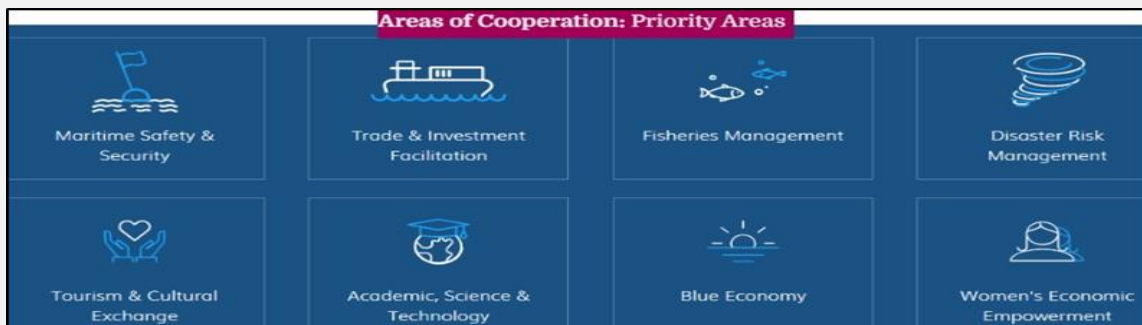 Areas of Cooperation: Priority Areas
Maritime Safety &
Security
Trade & Investment
Facilitation
Fisheries Management
Disaster Risk
Management
Tourism & Cultural
Exchange
Academic, Science &
Technology
Blue Economy
Women's Economic
Empowerment